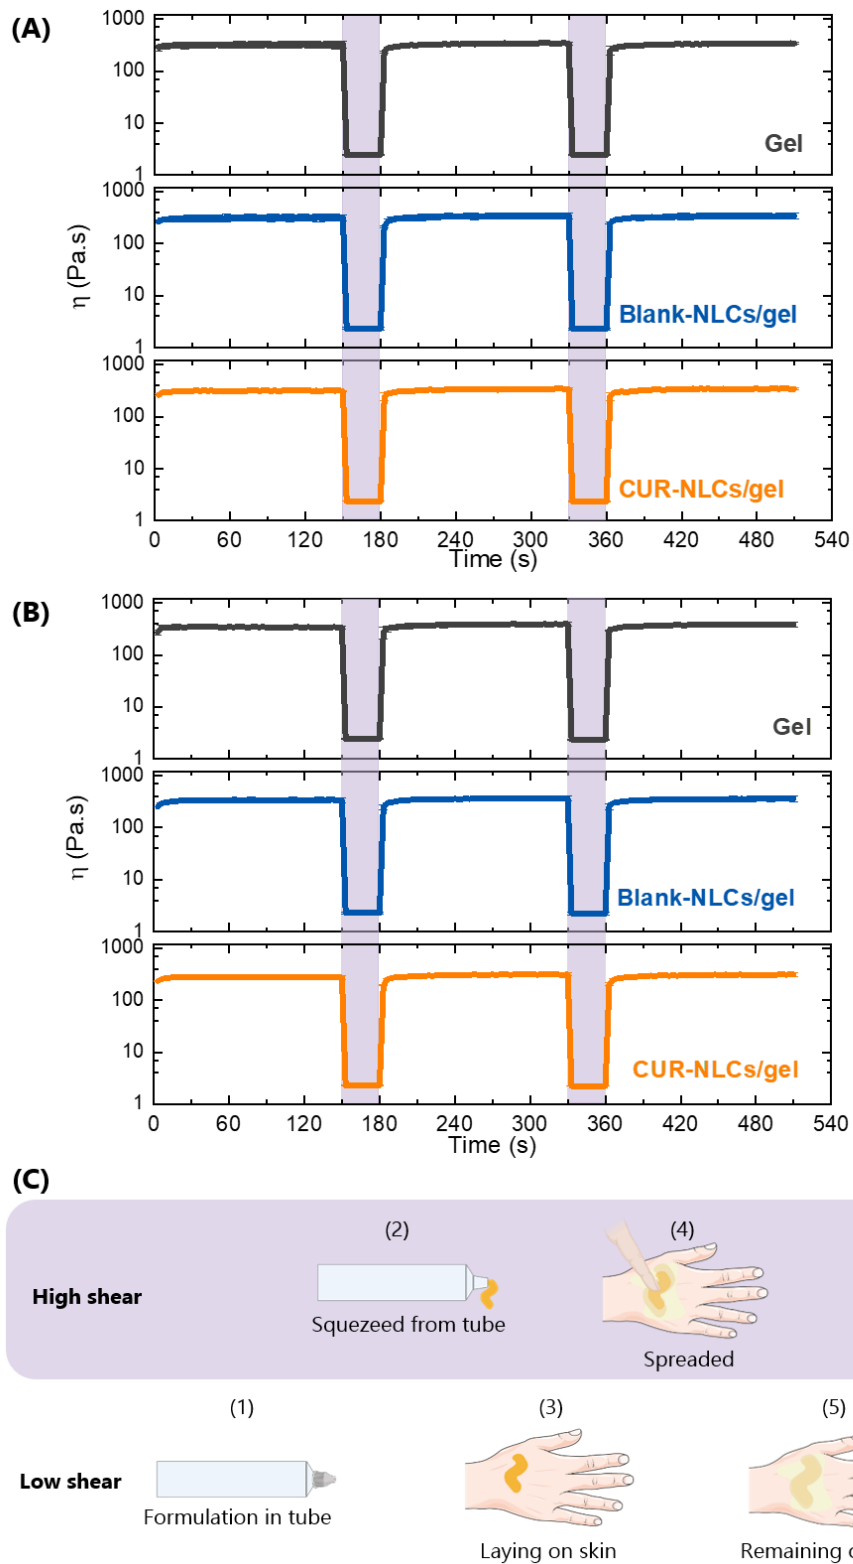 (A)
1000
100
10
1
Gel
1000
100
10
1
Blank-NLCs/gel
η (Pa.s)
1000
100
10
1
CUR-NLCs/gel
0 60 120 180 240 300 360 420 480 540
Time (s)
(B)
1000
100
10
1
Gel
1000
100
10
1
Blank-NLCs/gel
η (Pa.s)
1000
100
10
1
CUR-NLCs/gel
0 60 120 180 240 300 360 420 480 540
Time (s)
(C)
(2) (4)
High shear
Squezeed from tube
Spreaded
(1) (3) (5)
Low shear
Formulation in tube
Laying on skin Remaining